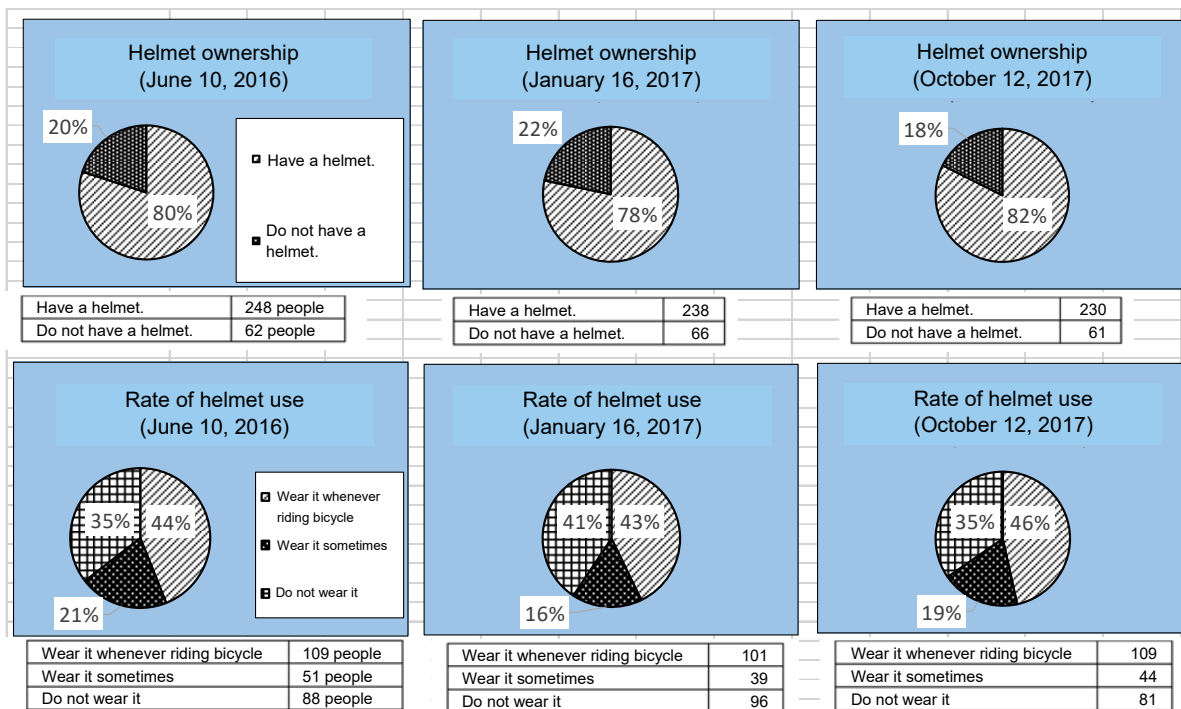 Helmet ownership
(June 10, 2016)
20%
80%
Have a helmet.
Do not have a
helmet.
Helmet ownership
(January 16, 2017)
22%
78%
Helmet ownership
(October 12, 2017)
18%
82%
Have a helmet. 248 people
Do not have a helmet. 62 people
Have a helmet. 238
Do not have a helmet. 66
Have a helmet. 230
Do not have a helmet. 61
Rate of helmet use
(June 10, 2016)
35% 44%
21%
Wear it whenever
riding bicycle
Wear it sometimes
Do not wear it
Rate of helmet use
(January 16, 2017)
41% 43%
16%
Rate of helmet use
(October 12, 2017)
35% 46%
19%
Wear it whenever riding bicycle 109 people
Wear it sometimes 51 people
Do not wear it 88 people
Wear it whenever riding bicycle 101
Wear it sometimes 39
Do not wear it 96
Wear it whenever riding bicycle 109
Wear it sometimes 44
Do not wear it 81